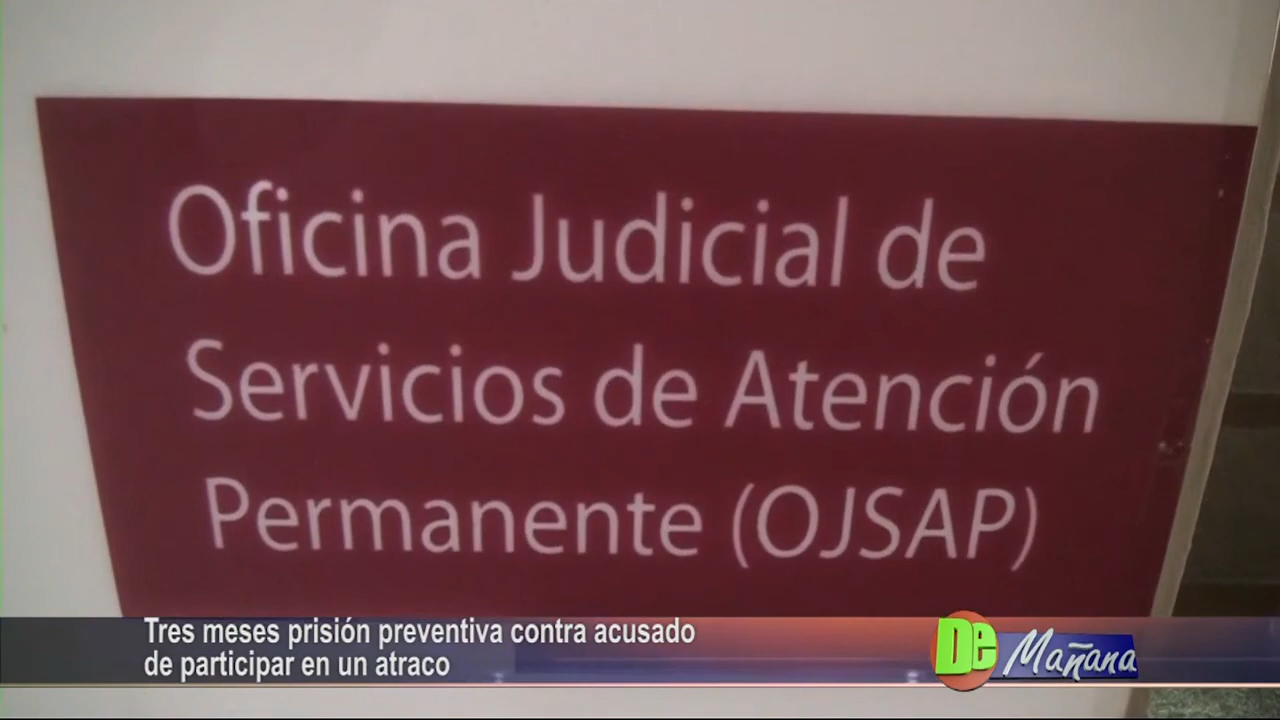 Oficina Judicial de
Servicios de Atención
Permanente (OJSAP)
Tres meses prisión preventiva contra acusado
de participar en un atraco
De Mañana